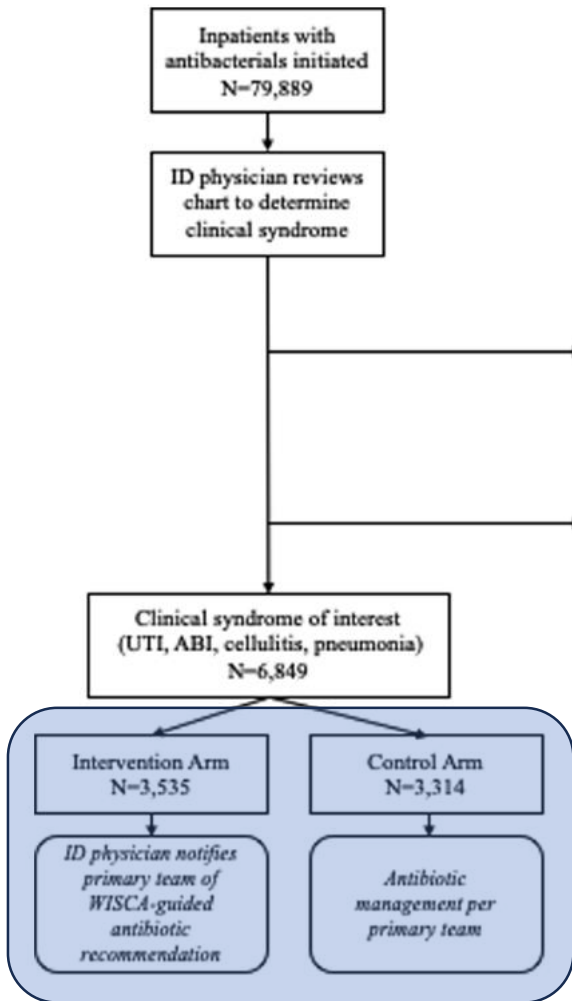 Inpatients with
antibacterials initiated
N=79,889
ID physician reviews
chart to determine
clinical syndrome
Clinical syndrome of interest
(UTI, ABI, cellulitis, pneumonia)
N=6,849
Intervention Arm
N=3,535
Control Arm
N=3,314
ID physician notifies
primary team of
WISCA-guided
antibiotic
recommendation
Antibiotic
management per
primary team